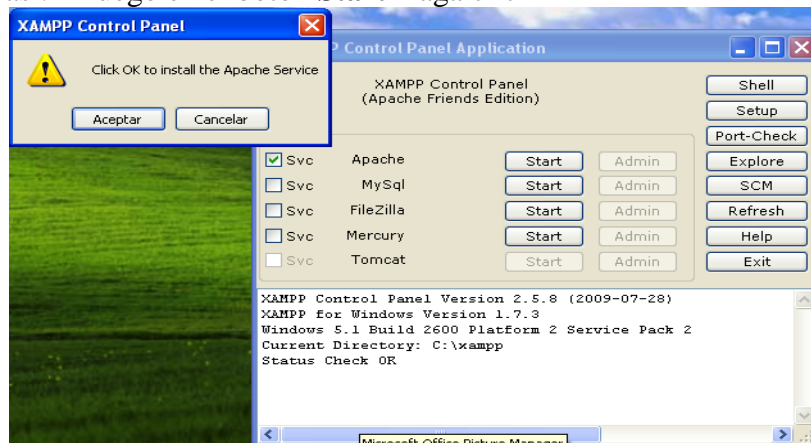 XAMPP Control Panel
Click OK to install the Apache Service
Aceptar
Cancelar
Control Panel Application
XAMPP Control Panel
(Apache Friends Edition)
Shell
Setup
Port-Check
Svc Apache Start Admin Explore
Svc MySql Start Admin SCM
Svc FileZilla Start Admin Refresh
Svc Mercury Start Admin Help
Svc Tomcat Start Admin Exit
XAMPP Control Panel Version 2.5.8 (2009-07-28)
XAMPP for Windows Version 1.7.3
Windows 5.1 Build 2600 Platform 2 Service Pack 2
Current Directory: C:\xampp
Status Check OK
Microsoft Office Picture Manager